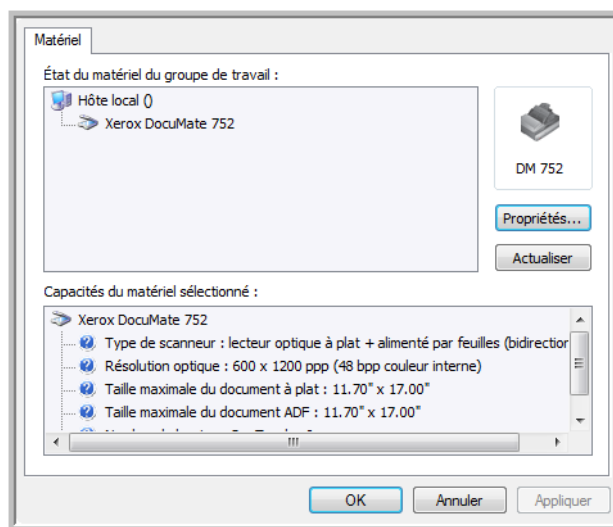 Matériel
État du matériel du groupe de travail :
Hôte local ()
Xerox DocuMate 752
DM 752
Propriétés...
Actualiser
Capacités du matériel sélectionné :
Xerox DocuMate 752
Type de scanneur : lecteur optique à plat + alimenté par feuilles (bidirection
Résolution optique : 600 x 1200 ppp (48 bpp couleur interne)
Taille maximale du document à plat : 11.70" x 17.00"
Taille maximale du document ADF : 11.70" x 17.00"
OK
Annuler
Appliquer